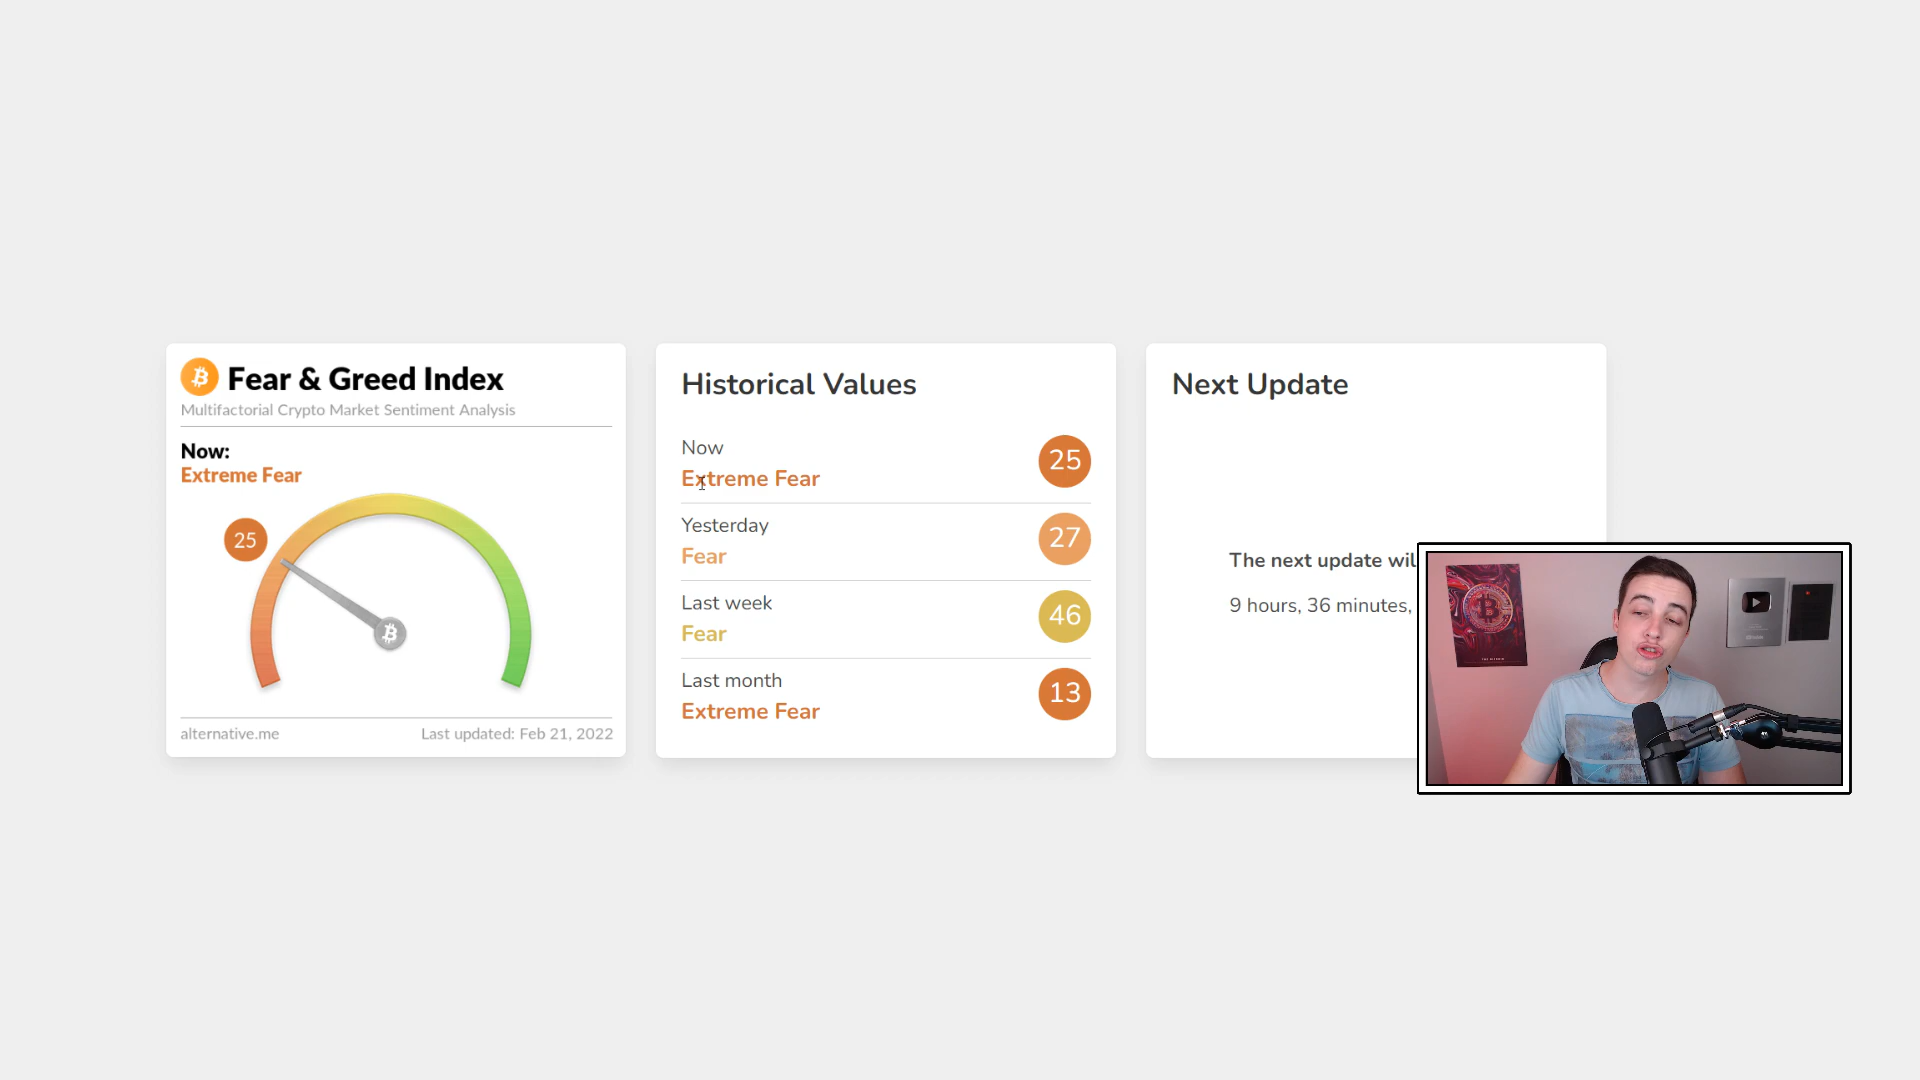 Fear & Greed Index
Multifactorial Crypto Market Sentiment Analysis
Now:
Extreme Fear
25
alternative.me
Last updated: Feb 21, 2022
Historical Values
Now
Extreme Fear
25
Yesterday
Fear
27
Last week
Fear
46
Last month
Extreme Fear
13
Next Update
The next update wil
9 hours, 36 minutes,